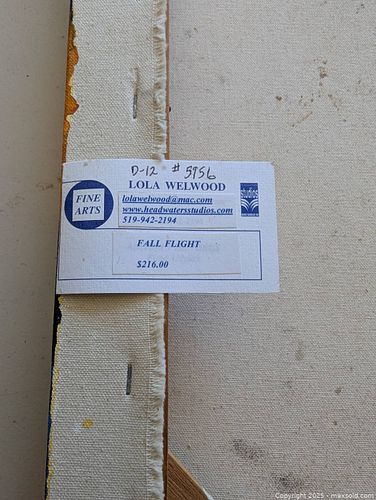 D-12 # 5956
LOLA WELWOOD
FINE
ARTS
lolawelwood@mac.com
www.headwatersstudios.com
519-942-2194
FALL FLIGHT
$216.00
Copyright 2025 - maxsold.com